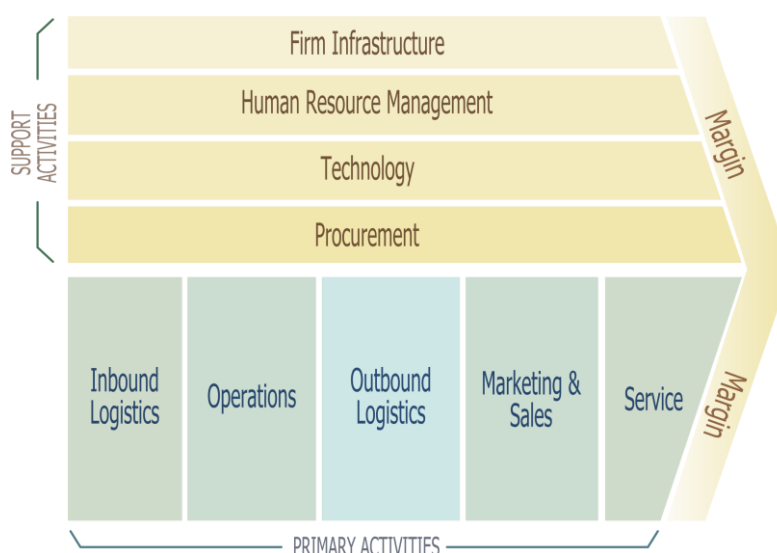 Firm Infrastructure
Human Resource Management
Technology
Procurement
SUPPORT
ACTIVITIES
Margin
Inbound
Logistics
Operations
Outbound
Logistics
Marketing &
Sales
Service
Margin
PRIMARY ACTIVITIES